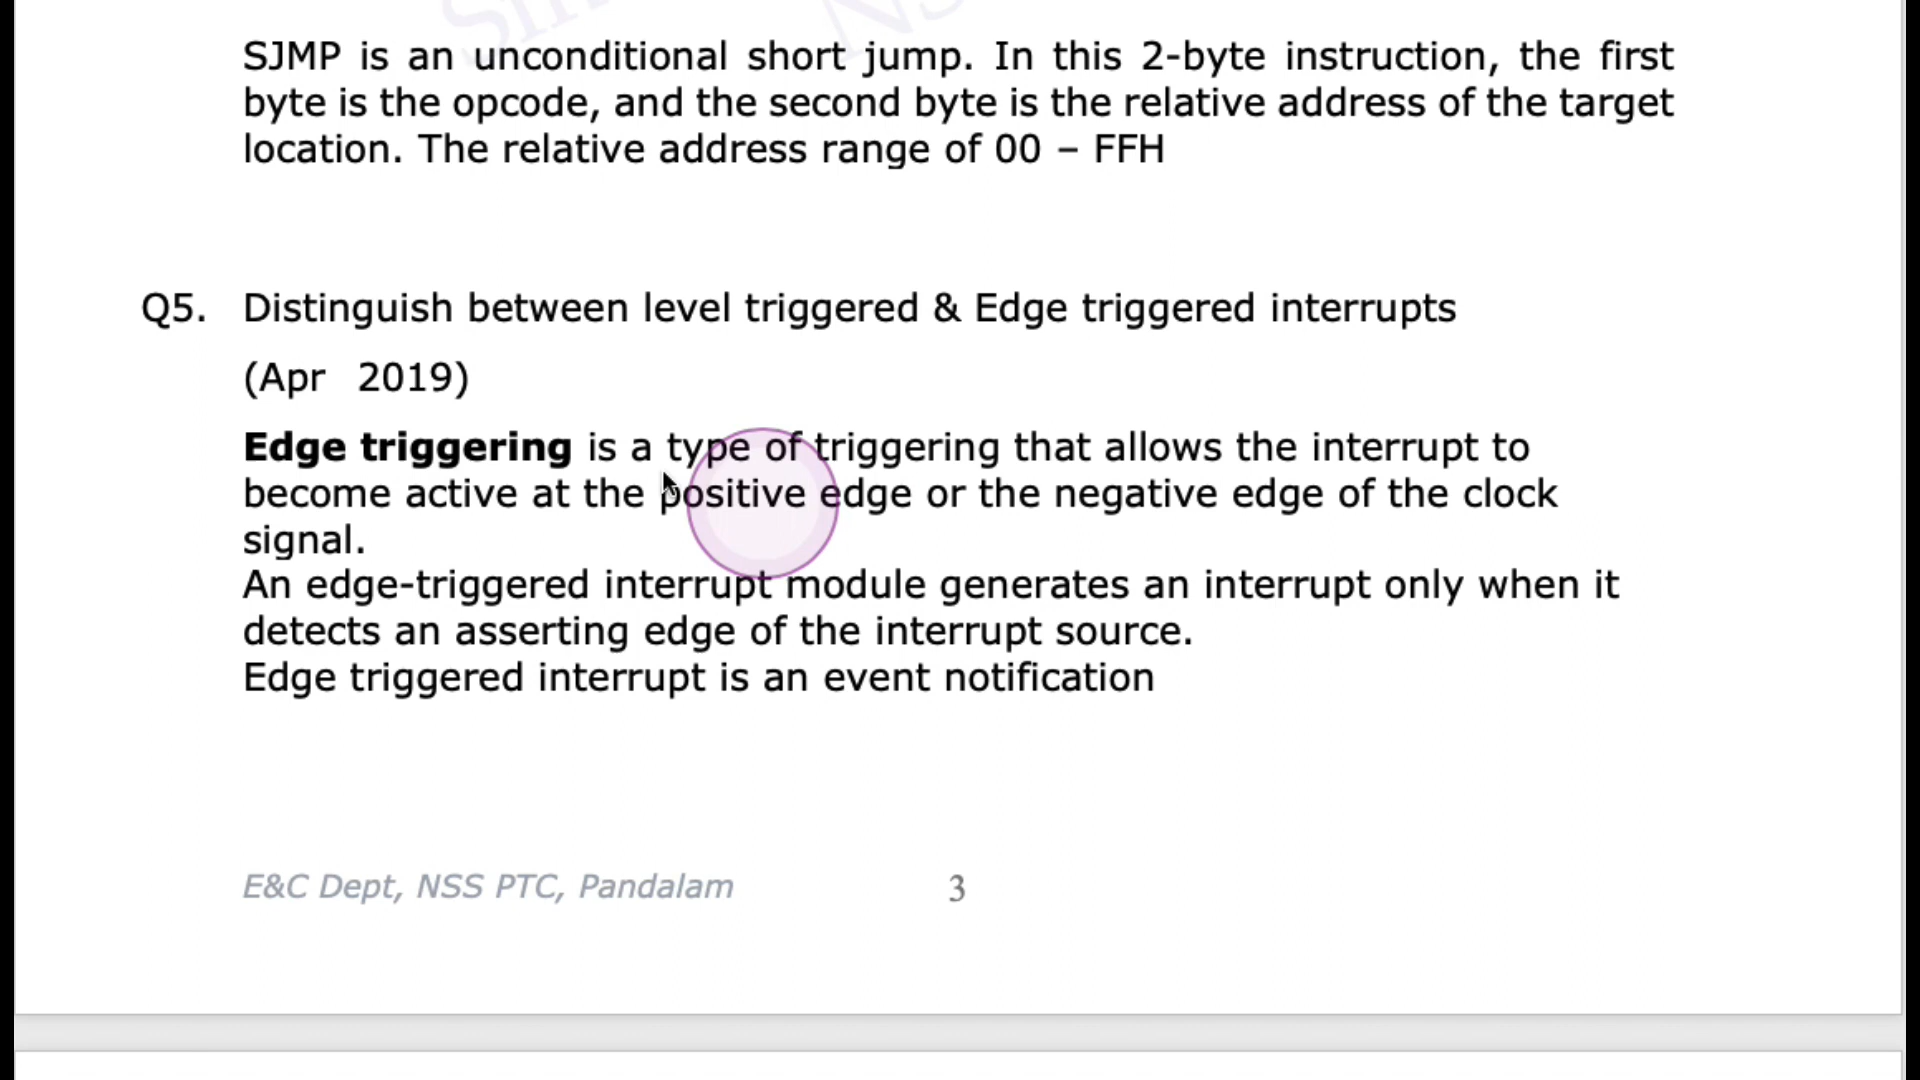 SJMP is an unconditional short jump. In this 2-byte instruction, the first
byte is the opcode, and the second byte is the relative address of the target
location. The relative address range of 00 – FFH
Q5. Distinguish between level triggered & Edge triggered interrupts
(Apr 2019)
Edge triggering is a type of triggering that allows the interrupt to
become active at the positive edge or the negative edge of the clock
signal.
An edge-triggered interrupt module generates an interrupt only when it
detects an asserting edge of the interrupt source.
Edge triggered interrupt is an event notification
E&C Dept, NSS PTC, Pandalam 3